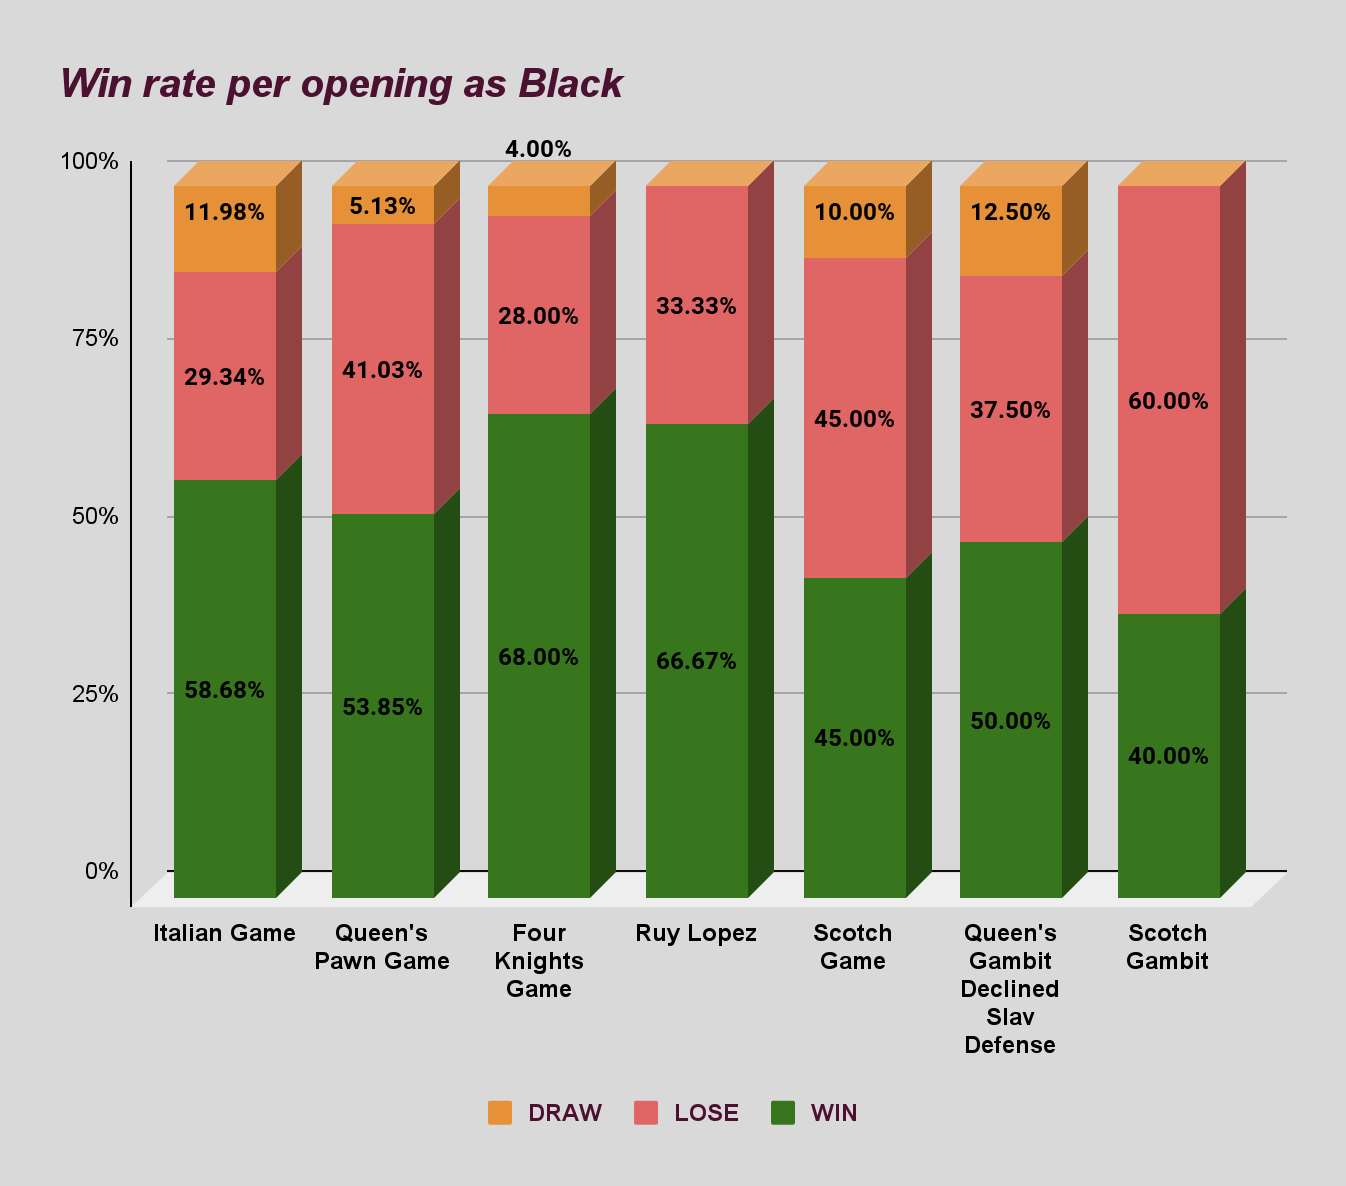 Win rate per opening as Black
4.00%
100%
11.98%
5.13%
10.00%
12.50%
28.00%
33.33%
75%
29.34%
41.03%
45.00%
37.50%
60.00%
50%
58.68%
53.85%
68.00%
66.67%
45.00%
50.00%
40.00%
25%
0%
Italian Game
Queen's
Pawn Game
Four
Knights
Game
Ruy Lopez
Scotch
Game
Queen's
Gambit
Declined
Slav
Defense
Scotch
Gambit
DRAW
LOSE
WIN